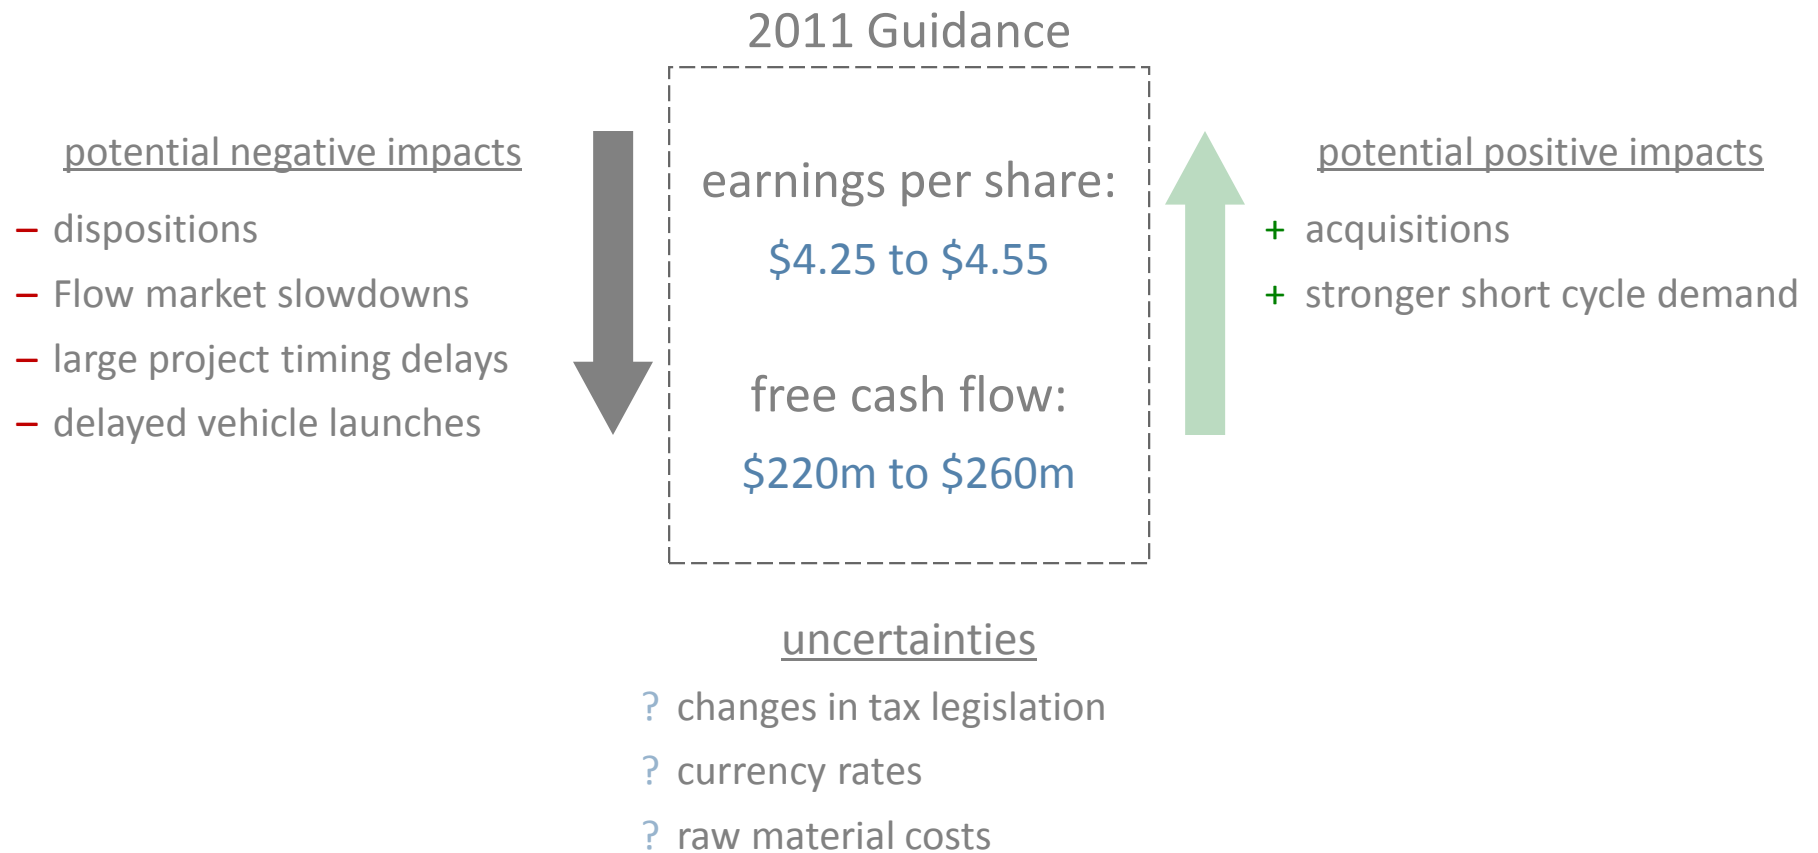 2011 Guidance
potential negative impacts
– dispositions
– Flow market slowdowns
– large project timing delays
– delayed vehicle launches
earnings per share:
$4.25 to $4.55
free cash flow:
$220m to $260m
potential positive impacts
+ acquisitions
+ stronger short cycle demand
uncertainties
? changes in tax legislation
? currency rates
? raw material costs